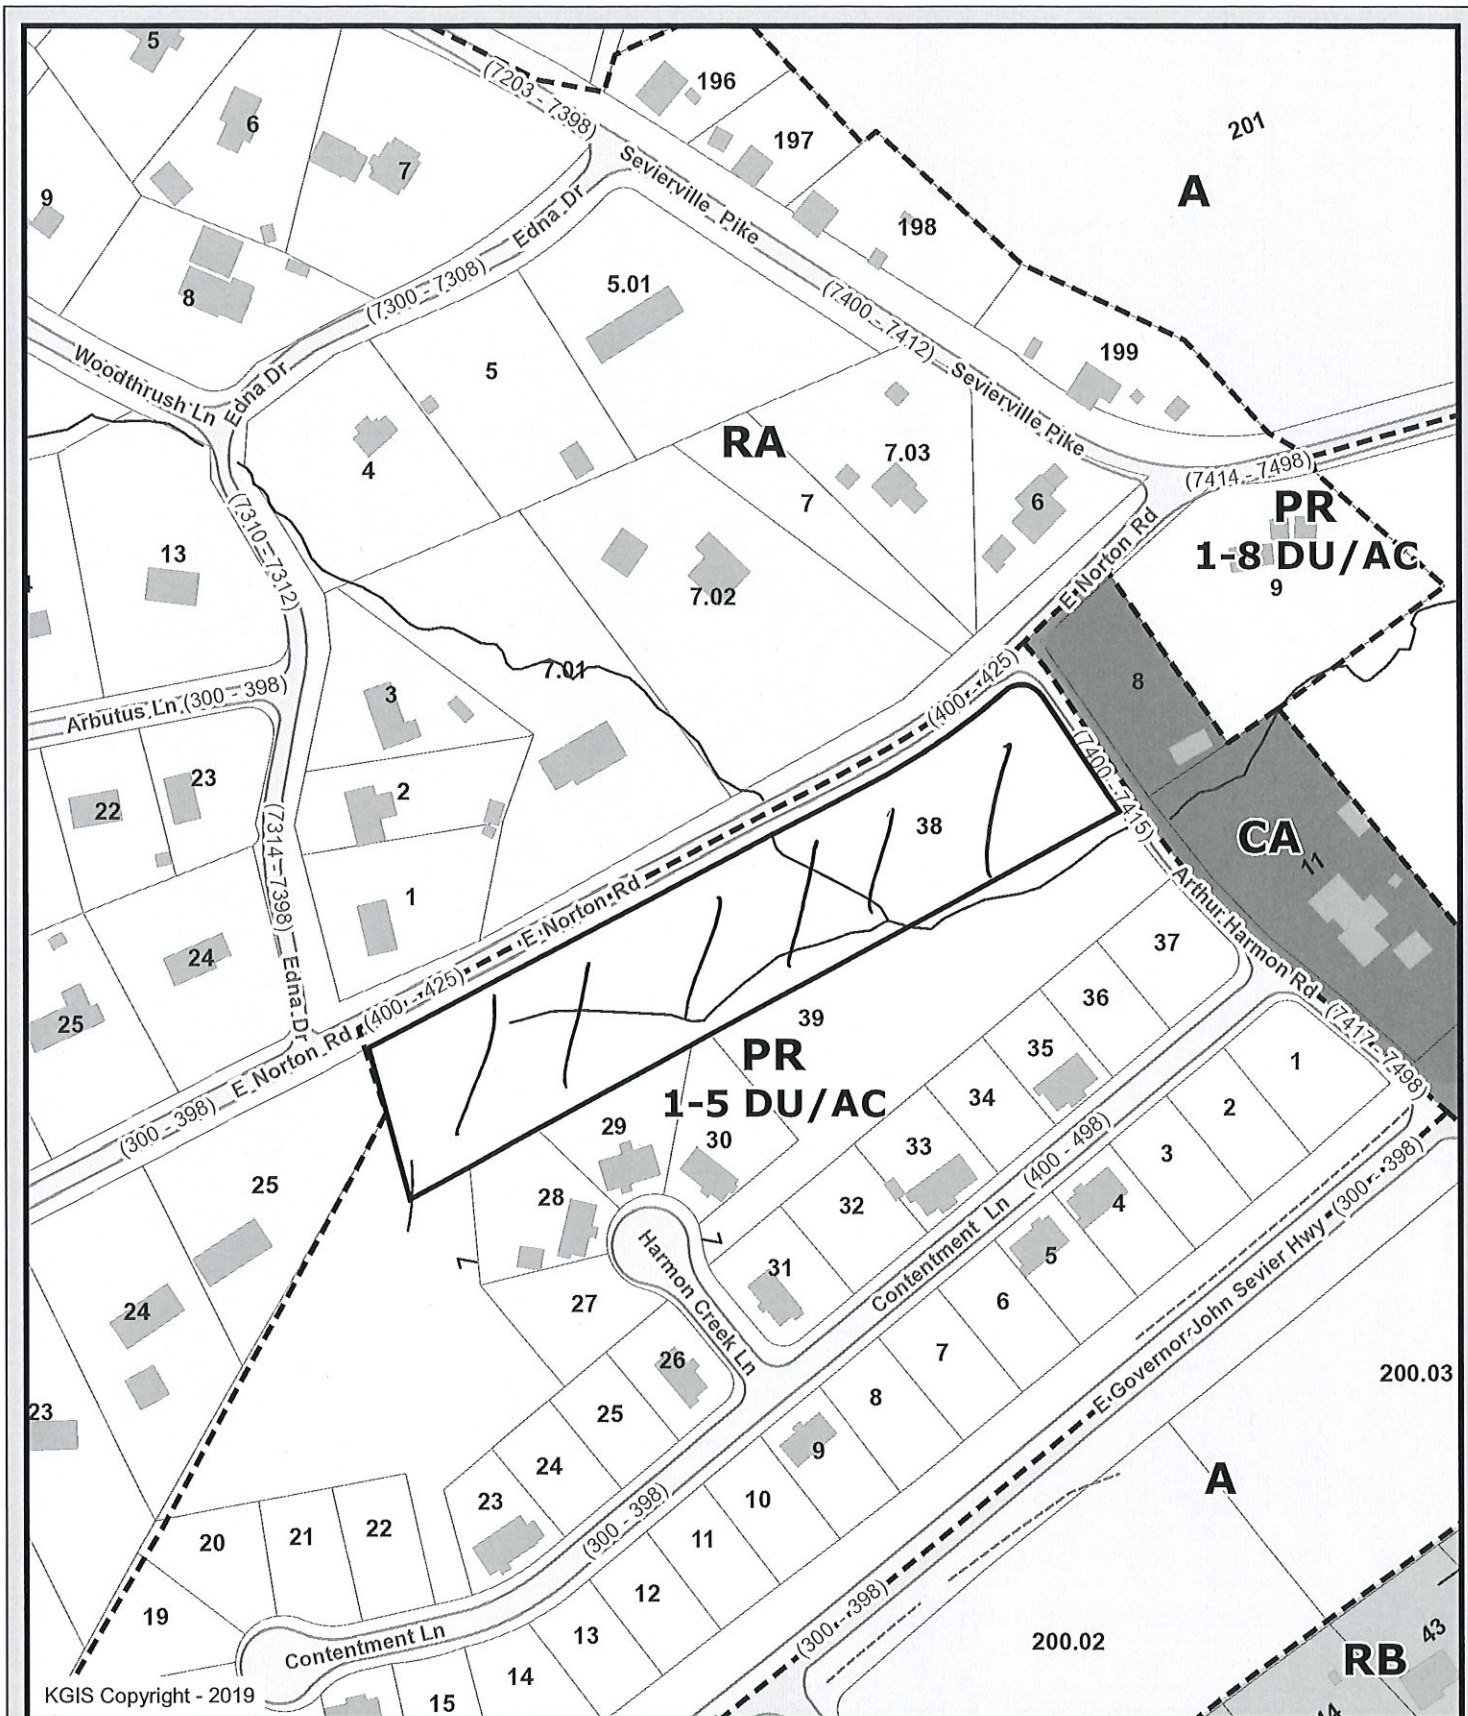 5
196
(7203 - 7398)
6
197
201
7
Sevierville Pike
A
9
Edna Dr
198
5.01
8
(7300 - 7308)
(7400 - 7412)
199
Woodthrush Ln
Edna Dr
5
Sevierville Pike
RA
7.03
4
(7414 - 7498)
7
6
PR
1-8 DU/AC
9
(7310 - 7312)
13
E Norton Rd
7.02
7.01
8
(400 - 425)
Arbutus Ln (300 - 398)
3
(7400 - 7415)
23
22
2
38
CA
11
(7314 - 7398)
1
E Norton Rd
Arthur Harmon Rd
37
24
(400 - 425)
36
Edna Dr
25
39
(7417 - 7498)
E Norton Rd
PR
1-5 DU/AC
35
1
34
2
(300 - 398)
29
30
33
(400 - 498)
3
(300 - 398)
25
28
32
4
7
7
Harmon Creek Ln
31
Contentment Ln
5
24
27
6
E Governor John Sevier Hwy
26
7
200.03
23
25
8
24
9
A
23
10
22
21
20
(300 - 398)
11
12
(300 - 398)
19
13
200.02
43
Contentment Ln
RB
14
KGIS Copyright - 2019
15
44